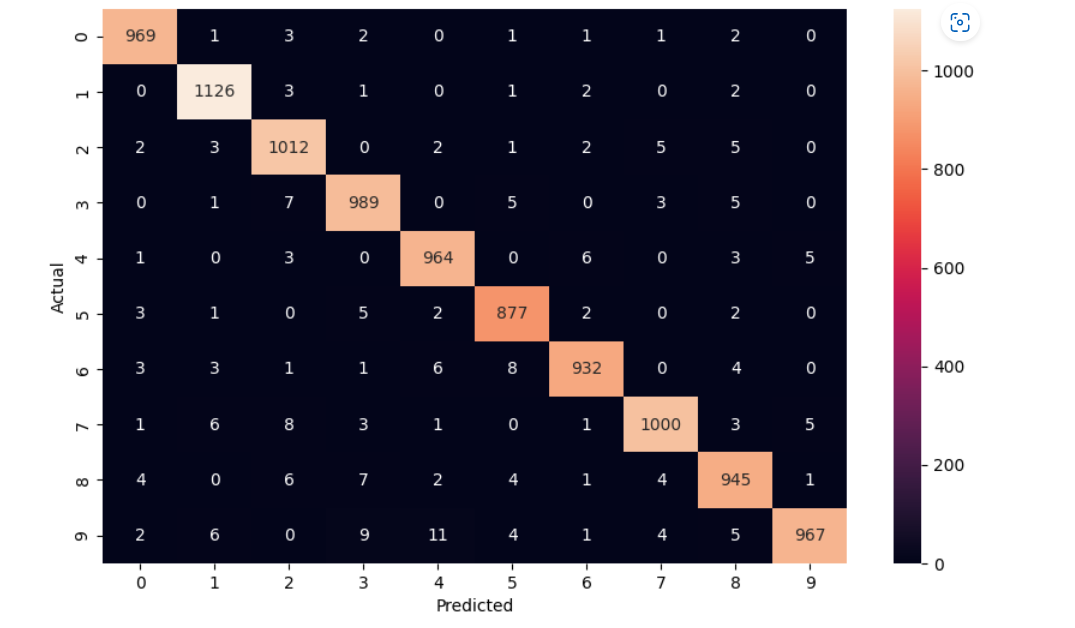 0 969 1 3 2 0 1 1 1 2 0
1 0 1126 3 1 0 1 2 0 2 0 1000
2 2 3 1012 0 2 1 2 5 5 0
800
3 0 1 7 989 0 5 0 3 5 0
4 1 0 3 0 964 0 6 0 3 5 600
Actual
5 3 1 0 5 2 877 2 0 2 0
6 3 3 1 1 6 8 932 0 4 0 400
7 1 6 8 3 1 0 1 1000 3 5
8 4 0 6 7 2 4 1 4 945 1 200
9 2 6 0 9 11 4 1 4 5 967
0
0 1 2 3 4 5 6 7 8 9
Predicted